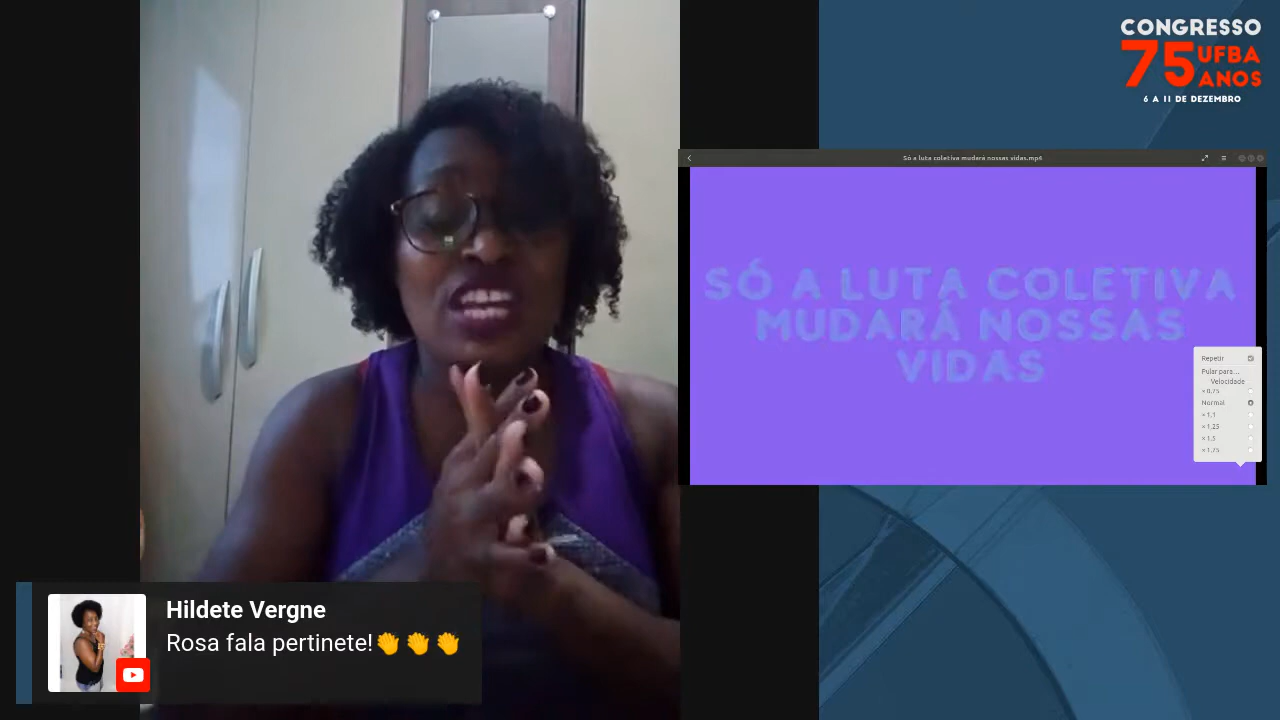 CONGRESSO
75 UFBA
ANOS
6 A 11 DE DEZEMBRO
Só a luta coletiva mudará nossas vidas.mp4
SÓ A LUTA COLETIVA
MUDARÁ NOSSAS
VIDAS
Repetir
Pular para...
Velocidade
× 0,75
Normal
× 1,1
× 1,25
× 1,5
× 1,75
Hildete Vergne
Rosa fala pertinete!👏👏👏